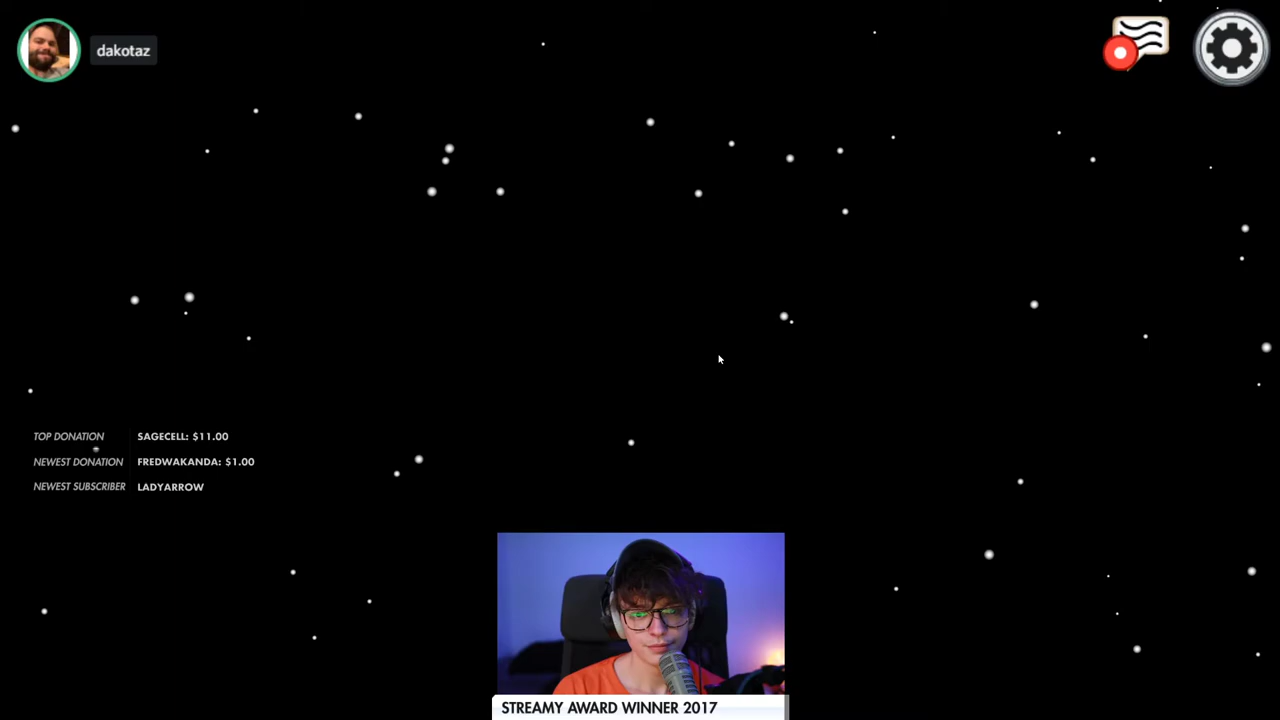 dakotaz
TOP DONATION SAGECELL: $11.00
NEWEST DONATION FREDWAKANDA: $1.00
NEWEST SUBSCRIBER LADYARROW
STREAMY AWARD WINNER 2017